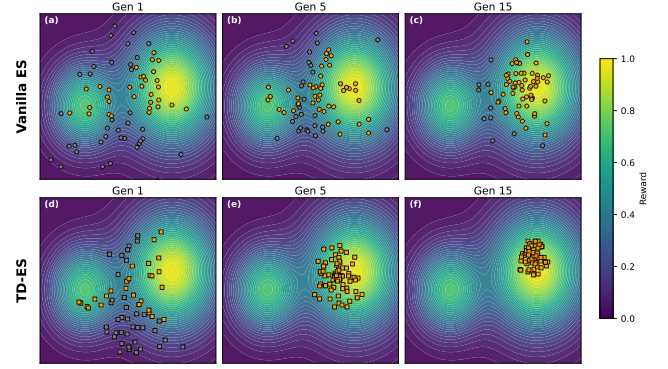 Gen 1
Gen 5
Gen 15
(a)
(b)
(c)
Vanilla ES
Gen 1
Gen 5
Gen 15
(d)
(e)
(f)
TD-ES
1.0
0.8
0.6
0.4
0.2
0.0
Reward